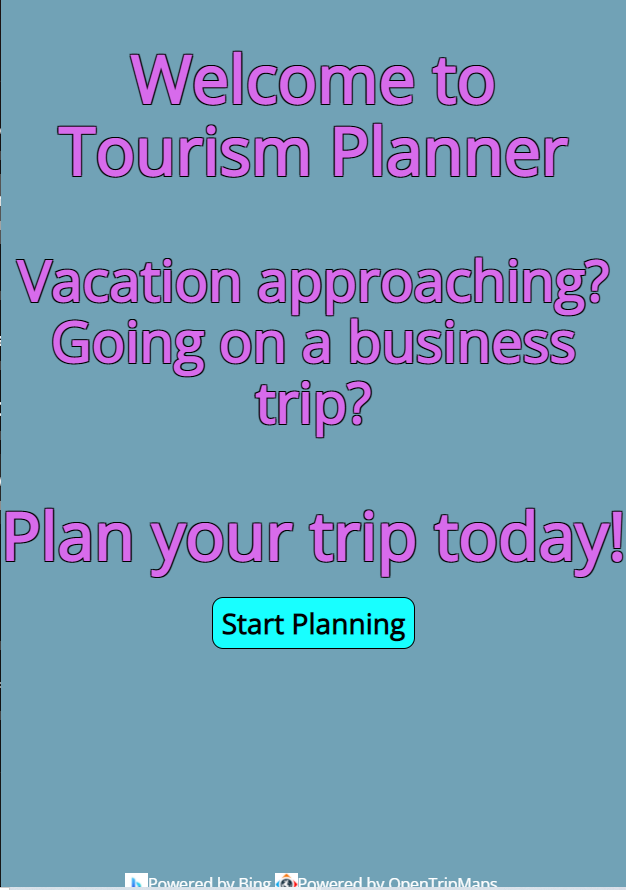 Welcome to
Tourism Planner
Vacation approaching?
Going on a business
trip?
Plan your trip today!
Start Planning
Powered by Bing Powered by OpenTripMaps